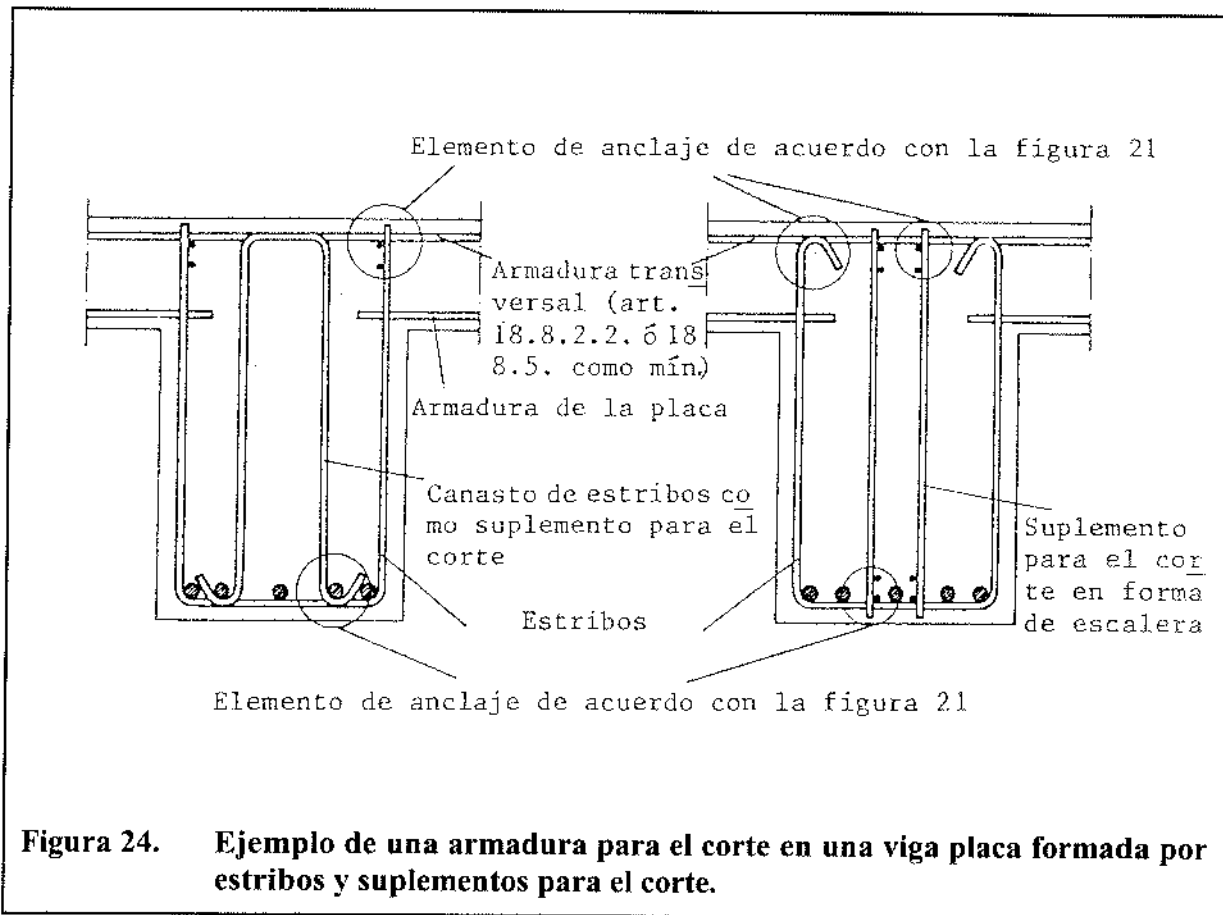 Elemento de anclaje de acuerdo con la figura 21
Armadura trans
versal (art.
18.8.2.2. ó 18
8.5. como mín.)
Armadura de la placa
Canasto de estribos co
mo suplemento para el
corte
Suplemento
para el cor
te en forma
de escalera
Estribos
Elemento de anclaje de acuerdo con la figura 21
Figura 24. Ejemplo de una armadura para el corte en una viga placa formada por
estribos y suplementos para el corte.